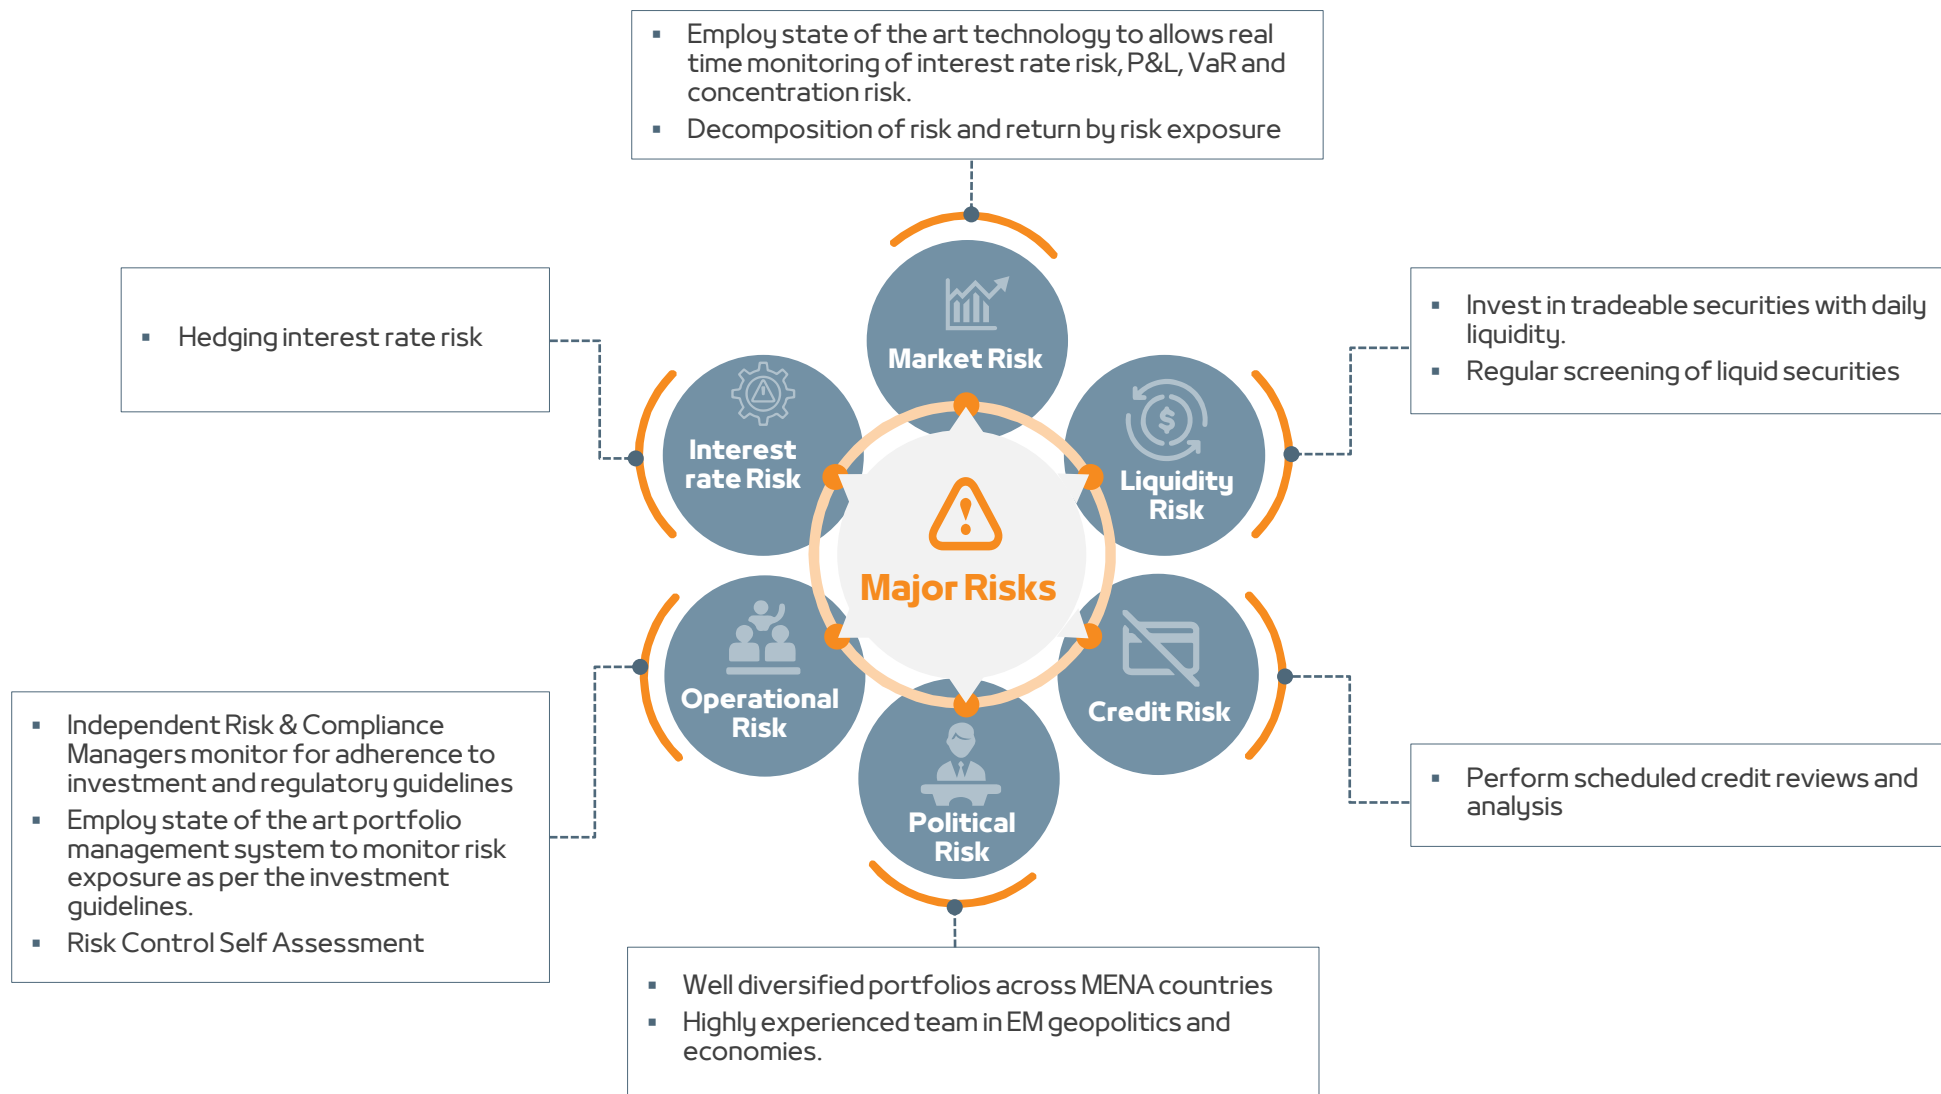 ▪ Employ state of the art technology to allows real
time monitoring of interest rate risk, P&L, VaR and
concentration risk.
▪ Decomposition of risk and return by risk exposure
▪ Hedging interest rate risk
▪ Invest in tradeable securities with daily
liquidity.
▪ Regular screening of liquid securities
Market Risk
Interest
rate Risk
Liquidity
Risk
Major Risks
Operational
Risk
Credit Risk
Political
Risk
▪ Independent Risk & Compliance
Managers monitor for adherence to
investment and regulatory guidelines
▪ Employ state of the art portfolio
management system to monitor risk
exposure as per the investment
guidelines.
▪ Risk Control Self Assessment
▪ Perform scheduled credit reviews and
analysis
▪ Well diversified portfolios across MENA countries
▪ Highly experienced team in EM geopolitics and
economies.